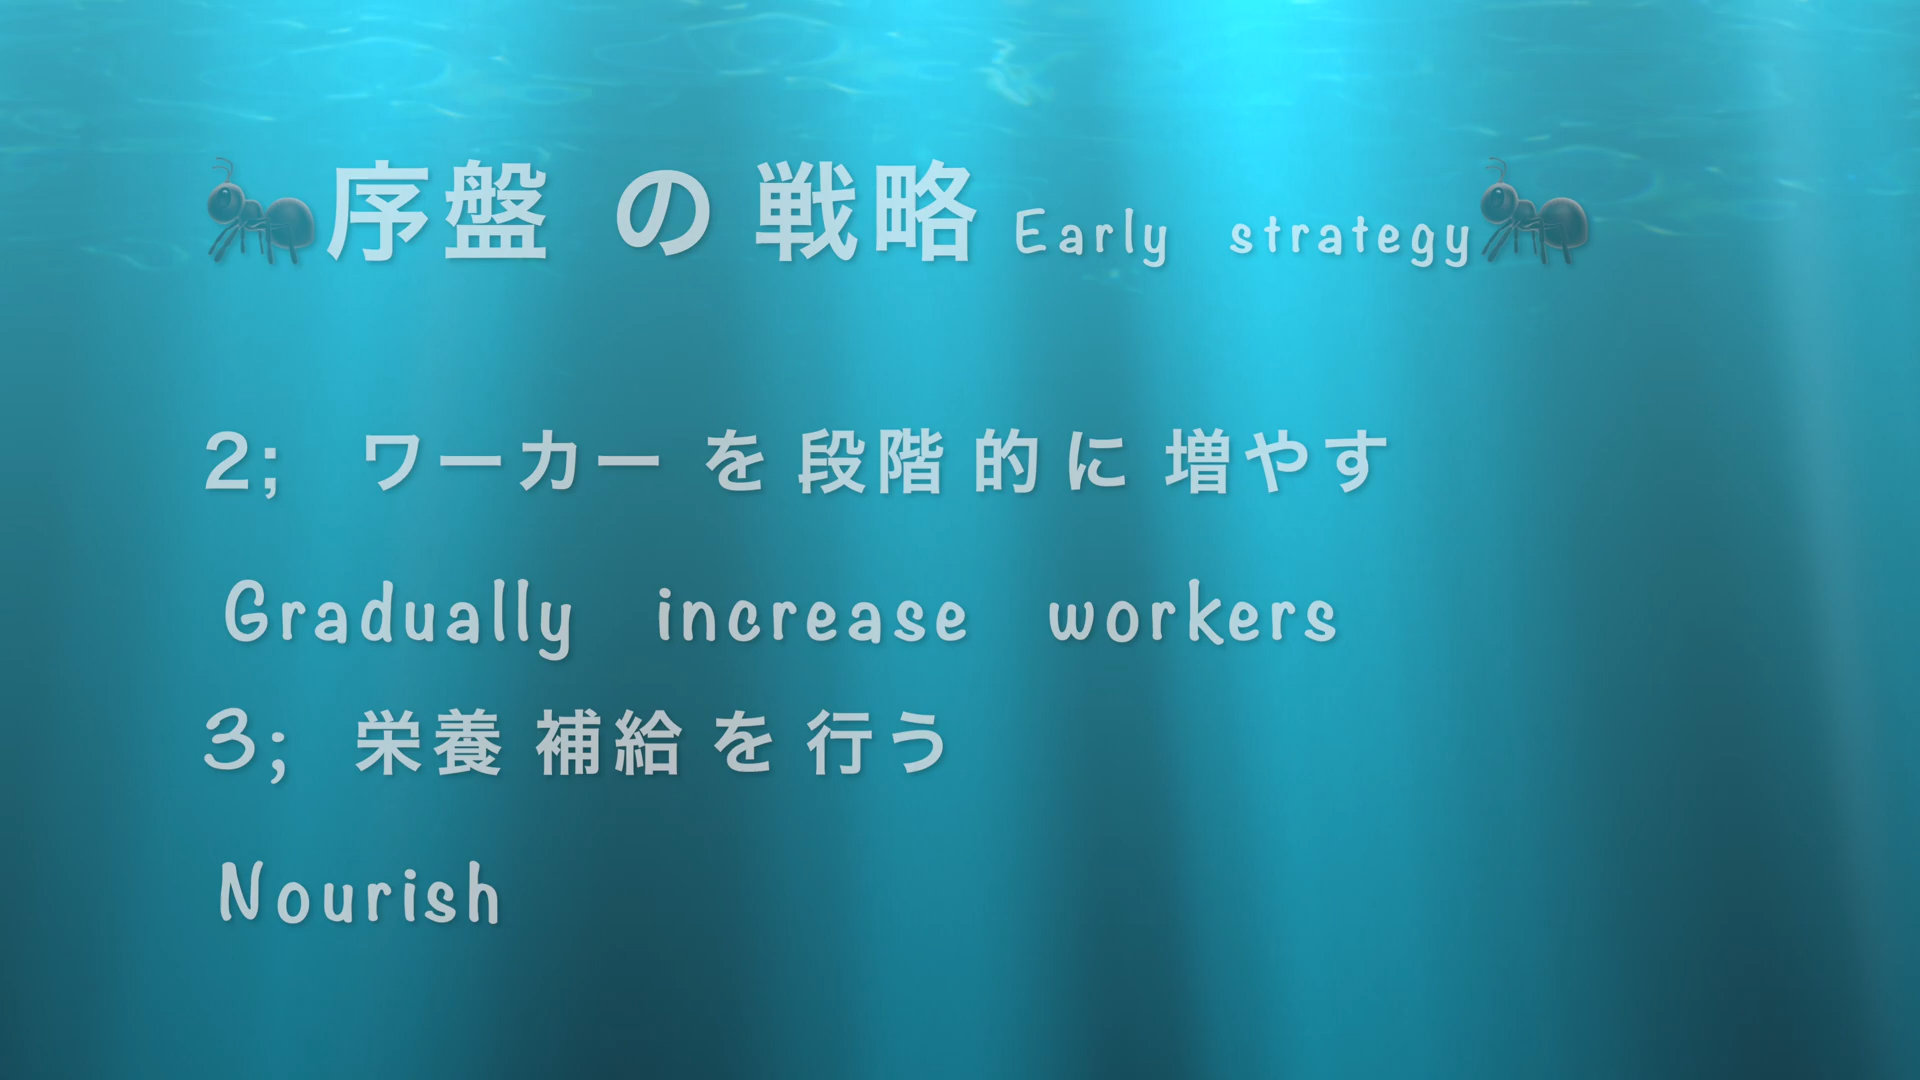 🐜序盤 の 戦略 Early strategy🐜
2; ワーカー を 段階 的 に 増やす
Gradually increase workers
3; 栄養 補給 を 行う
Nourish